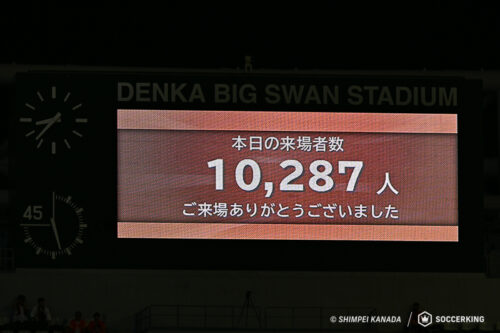 DENKA BIG SWAN STADIUM
本日の来場者数
10,287 人
ご来場ありがとうございました
45
© SHIMPEI KANADA / SOCCERKING